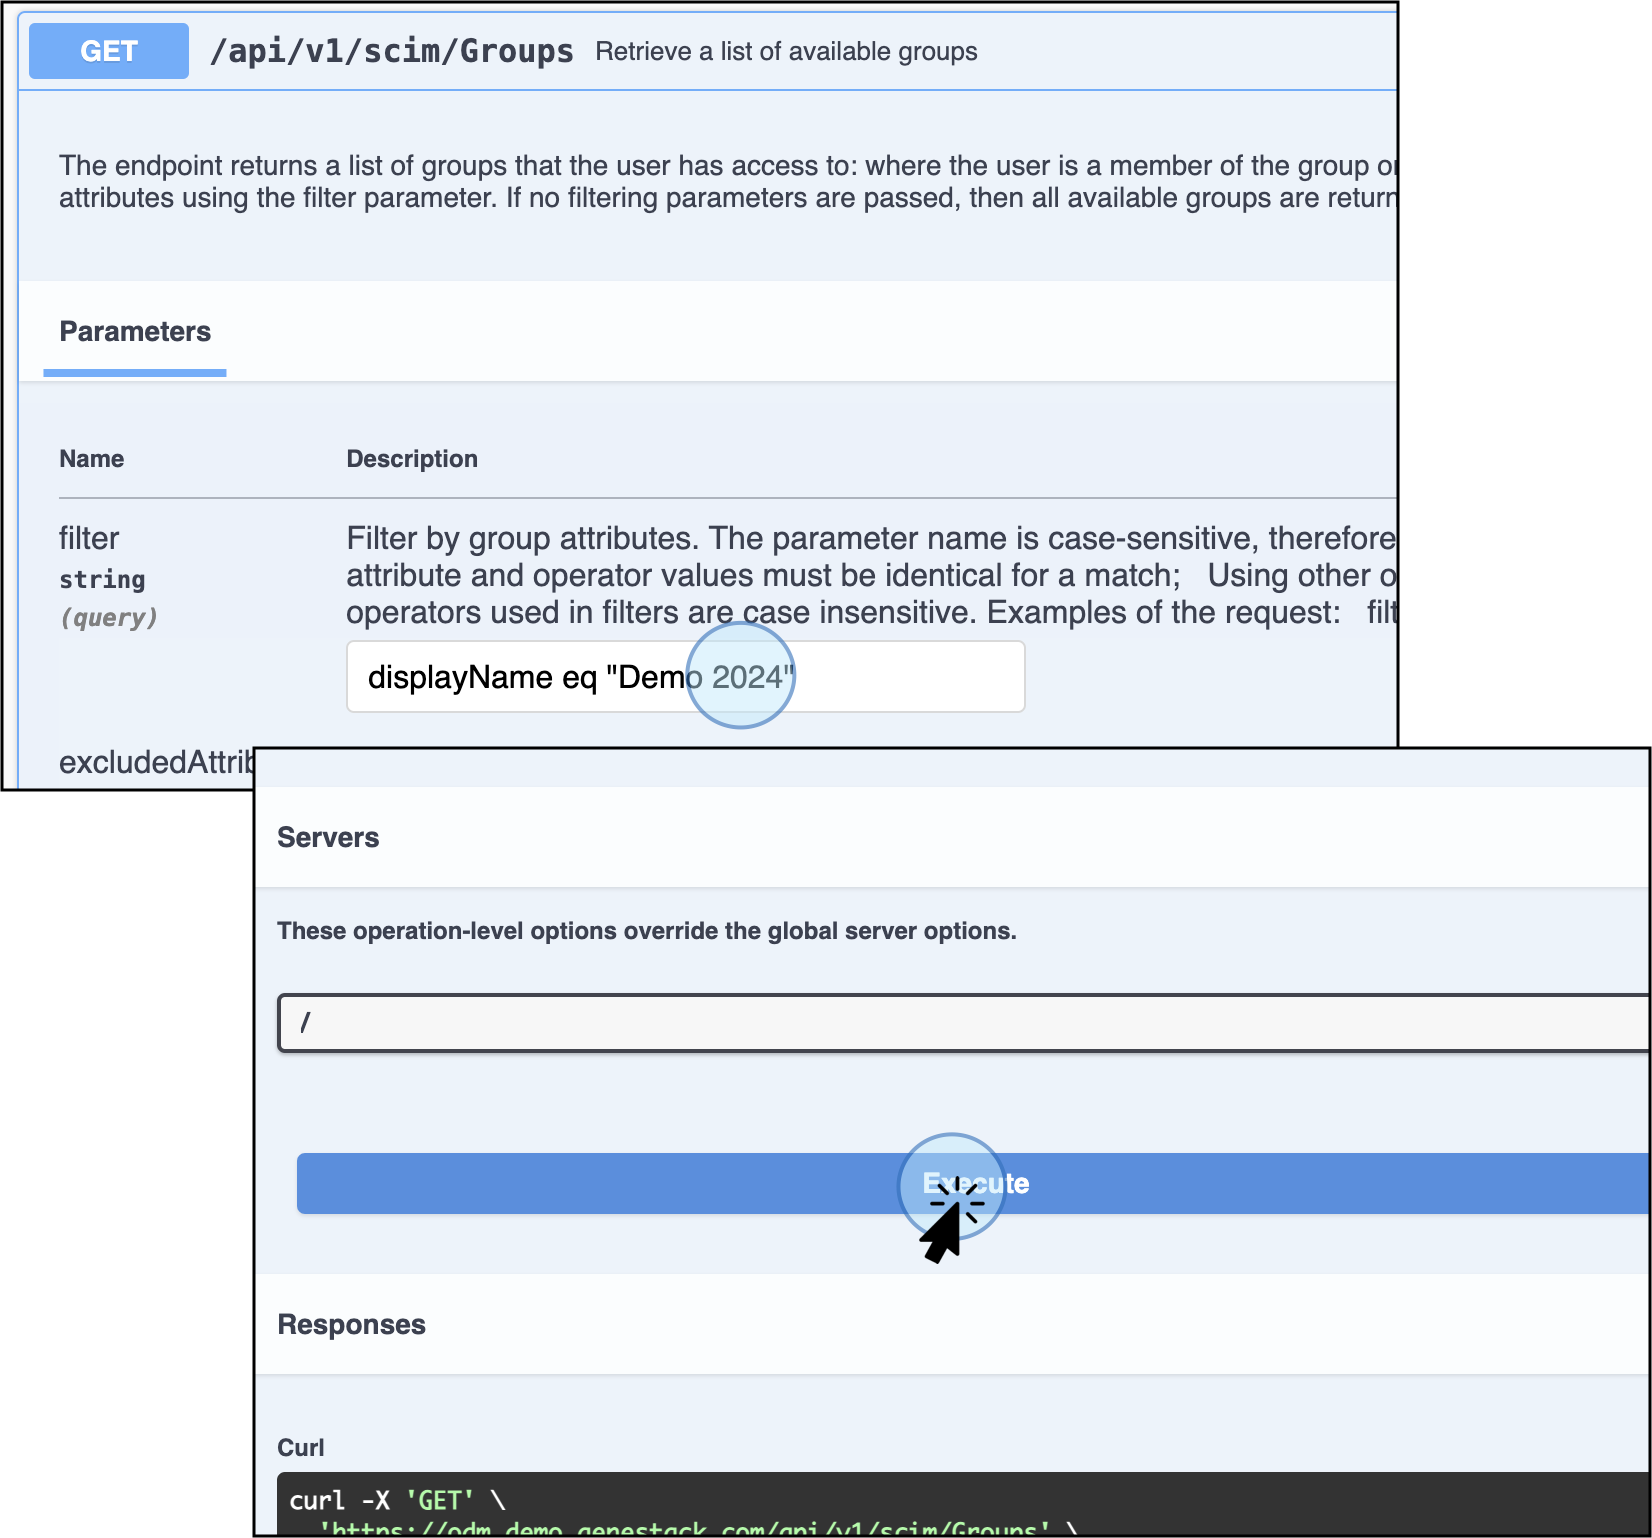 GET /api/v1/scim/Groups Retrieve a list of available groups
The endpoint returns a list of groups that the user has access to: where the user is a member of the group or
attributes using the filter parameter. If no filtering parameters are passed, then all available groups are return
Parameters
Name Description
filter
string
(query)
Filter by group attributes. The parameter name is case-sensitive, therefore
attribute and operator values must be identical for a match; Using other o
operators used in filters are case insensitive. Examples of the request: filt
displayName eq "Demo 2024"
excludedAttrib
Servers
These operation-level options override the global server options.
/
Execute
Responses
Curl
curl -X 'GET' \
'https://odm.demo.genestack.com/api/v1/scim/Groups' \